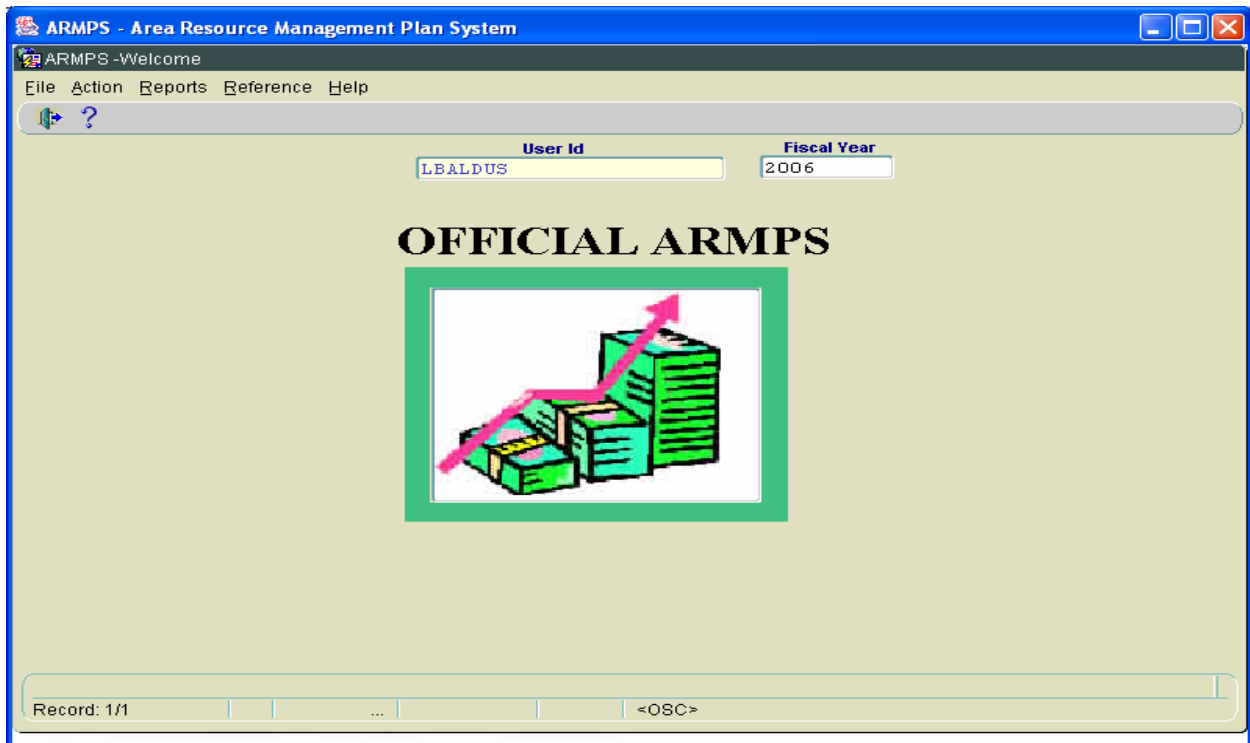 ARMPS - Area Resource Management Plan System
ARMPS -Welcome
File Action Reports Reference Help
?
User Id Fiscal Year
LBALDUS 2006
OFFICIAL ARMPS
Record: 1/1 ... <OSC>